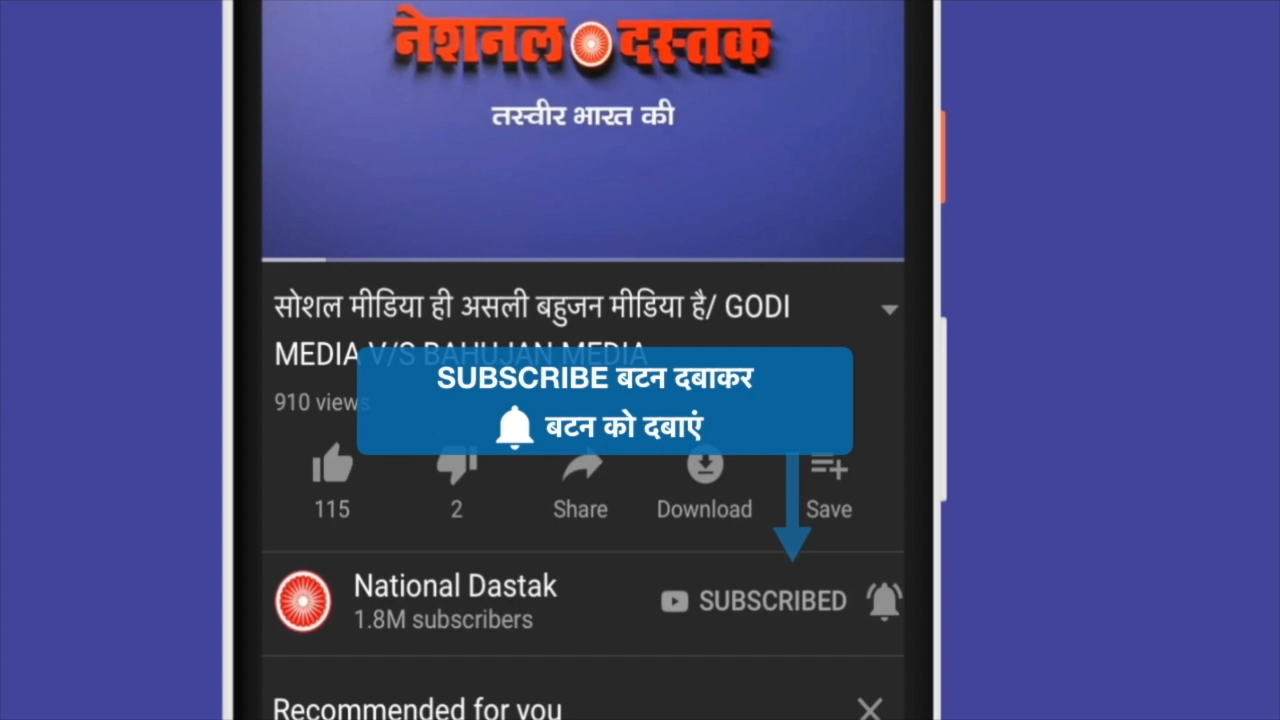 नेशनल दस्तक
तस्वीर भारत की
सोशल मीडिया ही असली बहुजन मीडिया है/ GODI
MEDIA V/S BAHUJAN MEDIA
SUBSCRIBE बटन दबाकर
910 views
बटन को दबाएं
115
2
Share
Download
Save
National Dastak
SUBSCRIBED
1.8M subscribers
Recommended for you